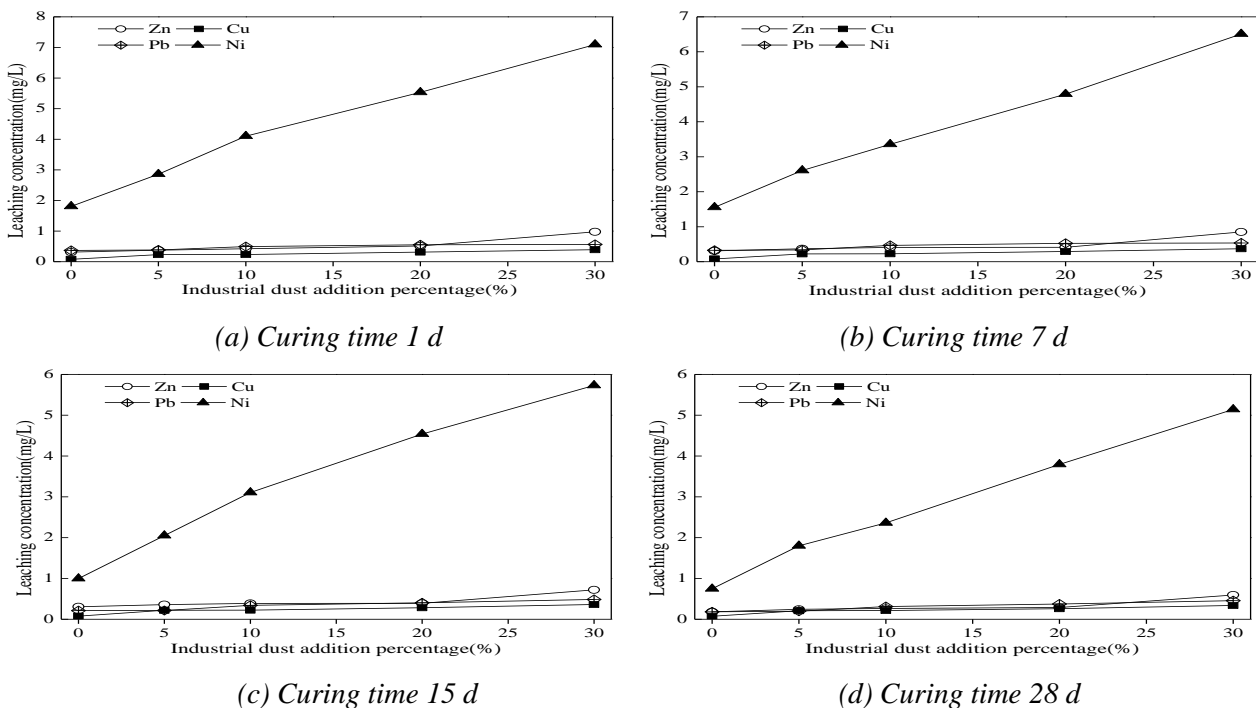 8
7
6
5
4
3
2
1
0
Leaching concentration(mg/L)
Zn Cu
Pb Ni
0 5 10 15 20 25 30
Industrial dust addition percentage(%)
(a) Curing time 1 d
7
6
5
4
3
2
1
0
Leaching concentration(mg/L)
Zn Cu
Pb Ni
0 5 10 15 20 25 30
Industrial dust addition percentage(%)
(b) Curing time 7 d
6
5
4
3
2
1
0
Leaching concentration(mg/L)
Zn Cu
Pb Ni
0 5 10 15 20 25 30
Industrial dust addition percentage(%)
(c) Curing time 15 d
6
5
4
3
2
1
0
Leaching concentration(mg/L)
Zn Cu
Pb Ni
0 5 10 15 20 25 30
Industrial dust addition percentage(%)
(d) Curing time 28 d